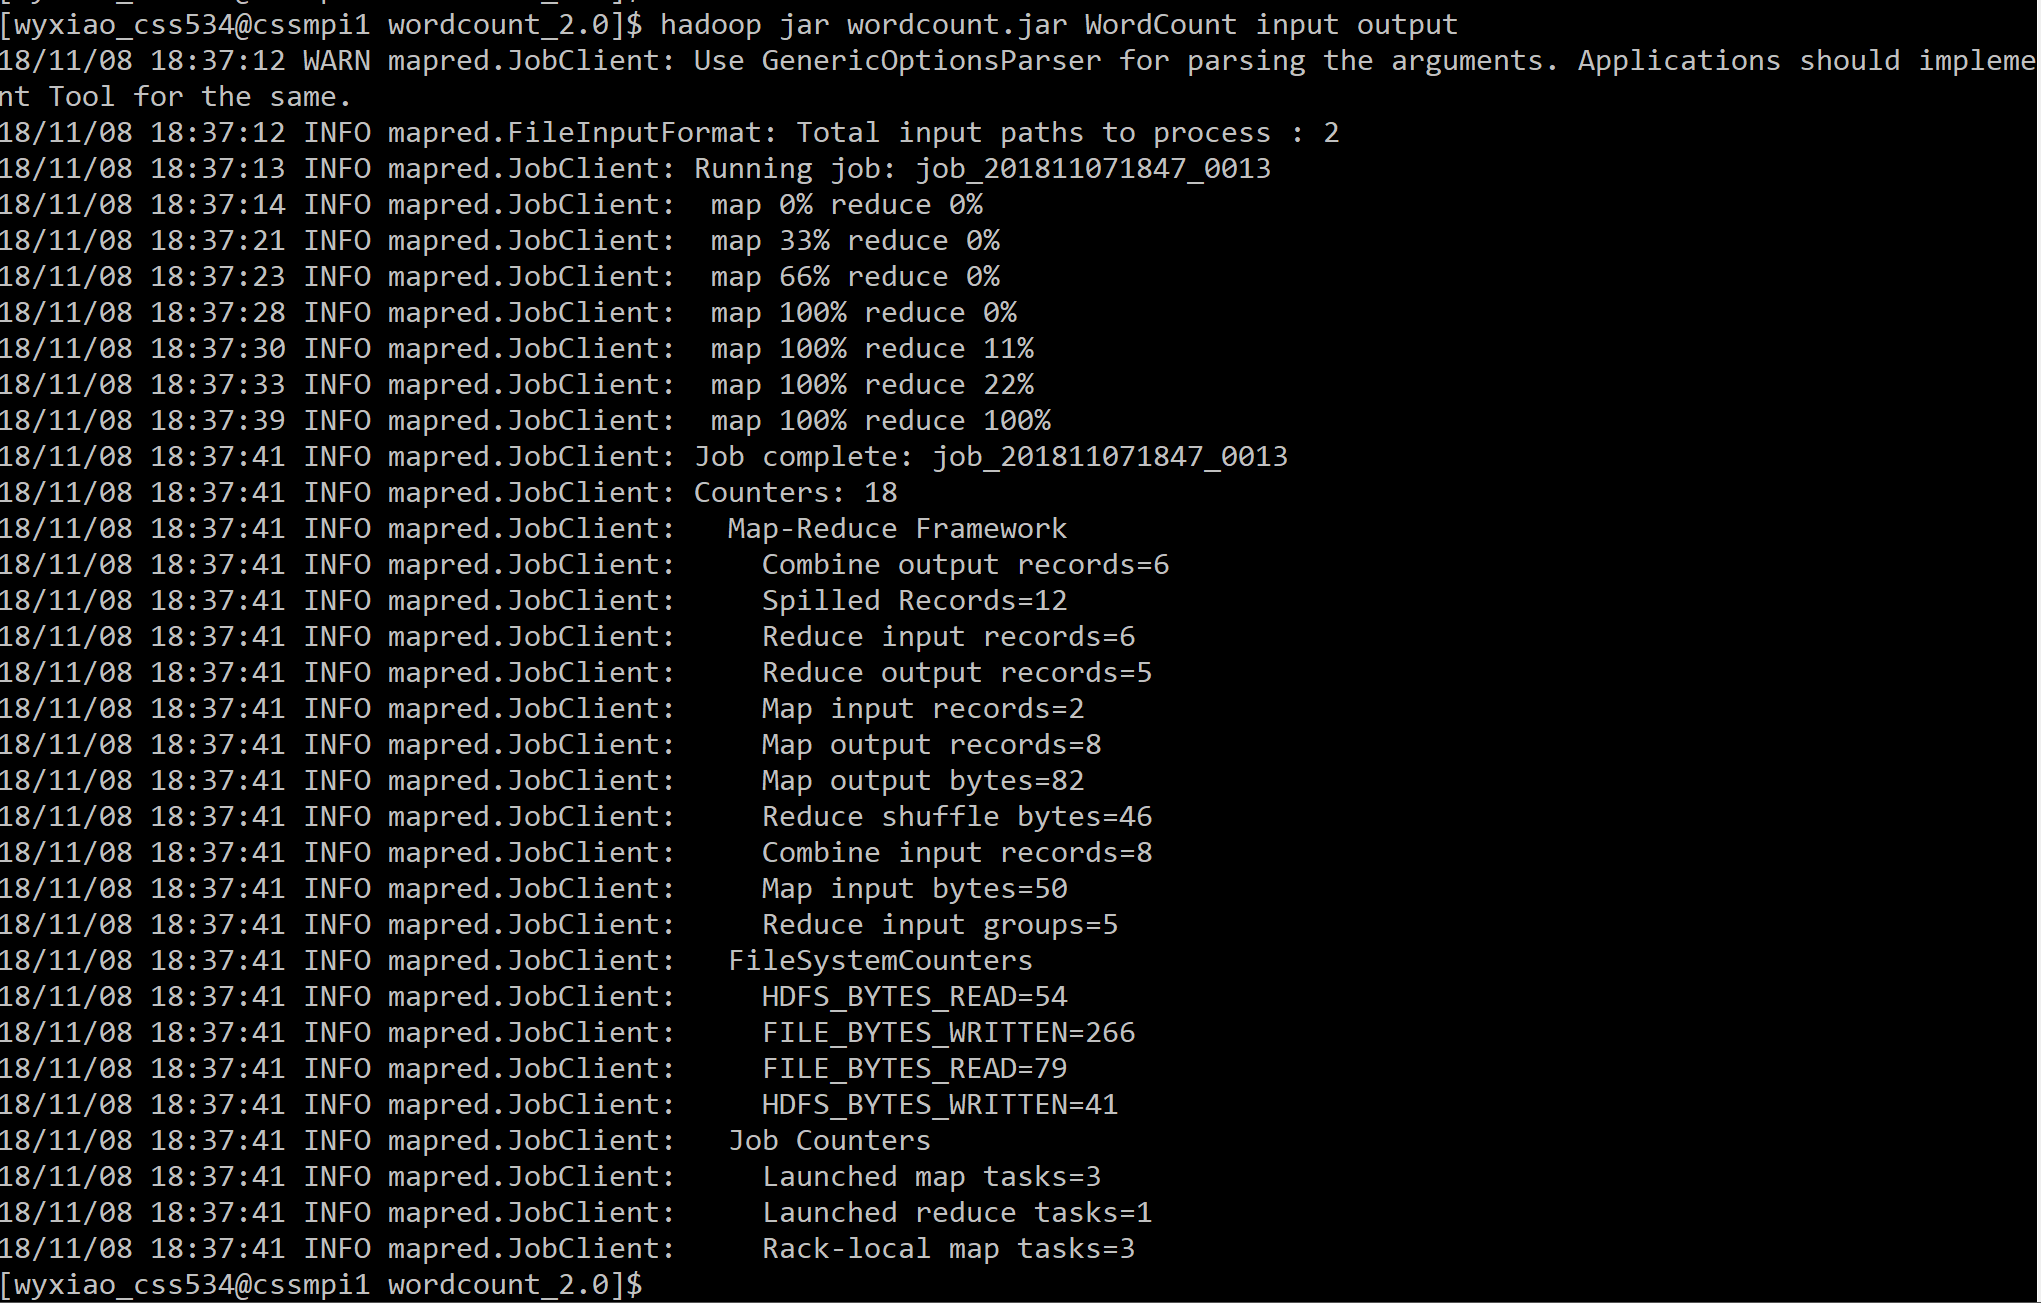 [wyxiao_css534@cssmpi1 wordcount_2.0]$ hadoop jar wordcount.jar WordCount input output
18/11/08 18:37:12 WARN mapred.JobClient: Use GenericOptionsParser for parsing the arguments. Applications should impleme
nt Tool for the same.
18/11/08 18:37:12 INFO mapred.FileInputFormat: Total input paths to process : 2
18/11/08 18:37:13 INFO mapred.JobClient: Running job: job_201811071847_0013
18/11/08 18:37:14 INFO mapred.JobClient:  map 0% reduce 0%
18/11/08 18:37:21 INFO mapred.JobClient:  map 33% reduce 0%
18/11/08 18:37:23 INFO mapred.JobClient:  map 66% reduce 0%
18/11/08 18:37:28 INFO mapred.JobClient:  map 100% reduce 0%
18/11/08 18:37:30 INFO mapred.JobClient:  map 100% reduce 11%
18/11/08 18:37:33 INFO mapred.JobClient:  map 100% reduce 22%
18/11/08 18:37:39 INFO mapred.JobClient:  map 100% reduce 100%
18/11/08 18:37:41 INFO mapred.JobClient: Job complete: job_201811071847_0013
18/11/08 18:37:41 INFO mapred.JobClient: Counters: 18
18/11/08 18:37:41 INFO mapred.JobClient:   Map-Reduce Framework
18/11/08 18:37:41 INFO mapred.JobClient:     Combine output records=6
18/11/08 18:37:41 INFO mapred.JobClient:     Spilled Records=12
18/11/08 18:37:41 INFO mapred.JobClient:     Reduce input records=6
18/11/08 18:37:41 INFO mapred.JobClient:     Reduce output records=5
18/11/08 18:37:41 INFO mapred.JobClient:     Map input records=2
18/11/08 18:37:41 INFO mapred.JobClient:     Map output records=8
18/11/08 18:37:41 INFO mapred.JobClient:     Map output bytes=82
18/11/08 18:37:41 INFO mapred.JobClient:     Reduce shuffle bytes=46
18/11/08 18:37:41 INFO mapred.JobClient:     Combine input records=8
18/11/08 18:37:41 INFO mapred.JobClient:     Map input bytes=50
18/11/08 18:37:41 INFO mapred.JobClient:     Reduce input groups=5
18/11/08 18:37:41 INFO mapred.JobClient:   FileSystemCounters
18/11/08 18:37:41 INFO mapred.JobClient:     HDFS_BYTES_READ=54
18/11/08 18:37:41 INFO mapred.JobClient:     FILE_BYTES_WRITTEN=266
18/11/08 18:37:41 INFO mapred.JobClient:     FILE_BYTES_READ=79
18/11/08 18:37:41 INFO mapred.JobClient:     HDFS_BYTES_WRITTEN=41
18/11/08 18:37:41 INFO mapred.JobClient:   Job Counters
18/11/08 18:37:41 INFO mapred.JobClient:     Launched map tasks=3
18/11/08 18:37:41 INFO mapred.JobClient:     Launched reduce tasks=1
18/11/08 18:37:41 INFO mapred.JobClient:     Rack-local map tasks=3
[wyxiao_css534@cssmpi1 wordcount_2.0]$